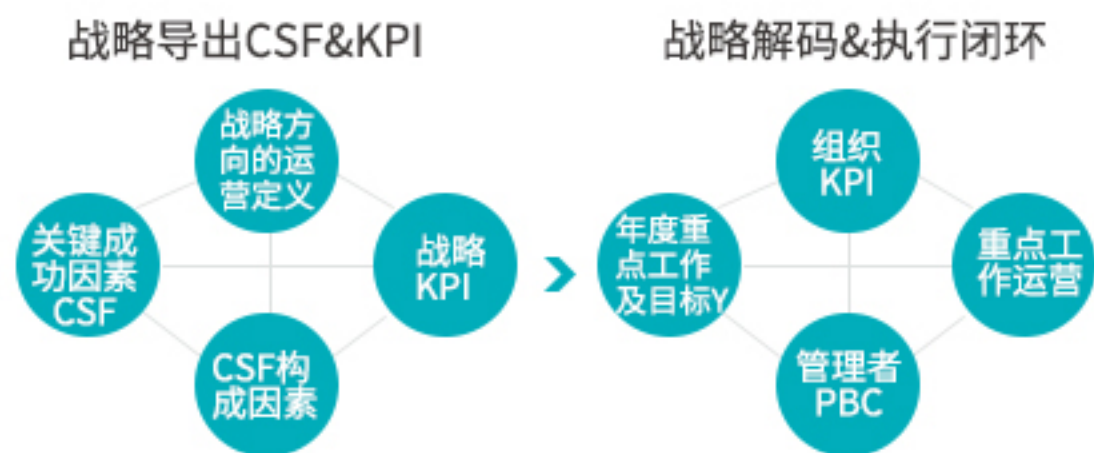 战略导出CSF&KPI
战略方
向的运
营定义
关键成
功因素
CSF
战略
KPI
CSF构
成因素
战略解码&执行闭环
组织
KPI
年度重
点工作
及目标Y
重点工
作运营
管理者
PBC